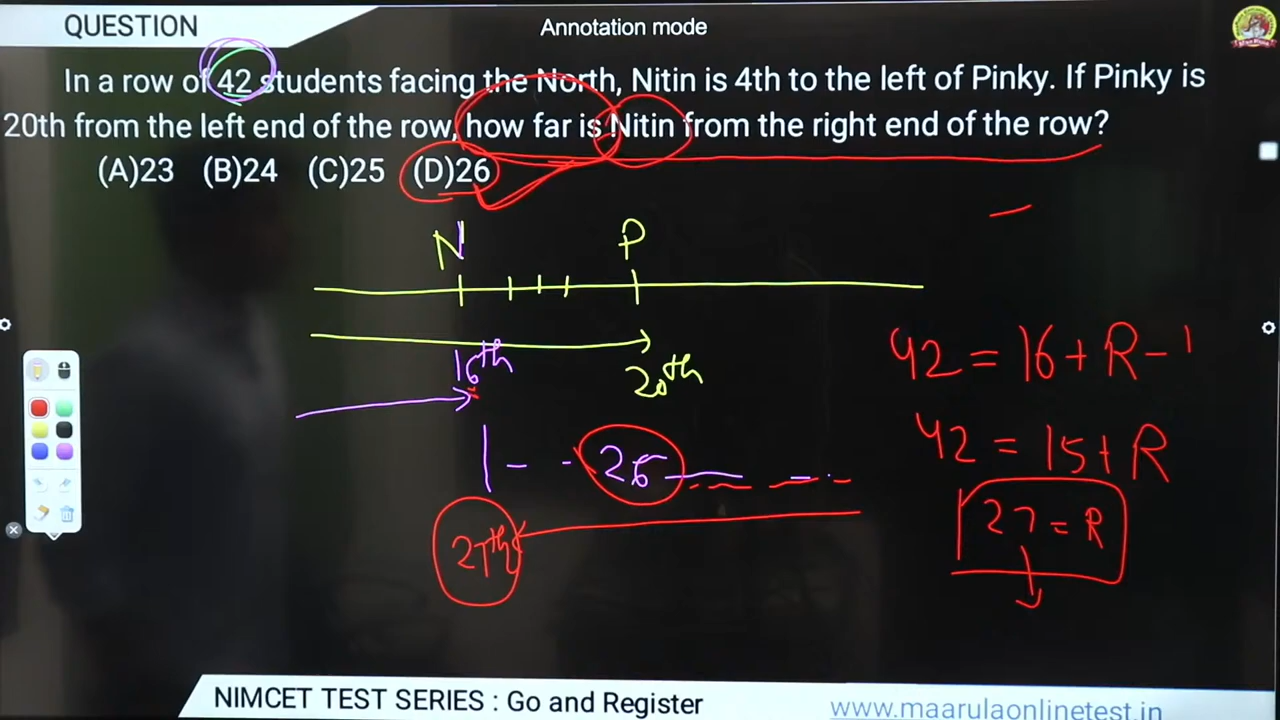 QUESTION
Annotation mode
In a row of 42 students facing the North, Nitin is 4th to the left of Pinky. If Pinky is
20th from the left end of the row, how far is Nitin from the right end of the row?
(A)23 (B)24 (C)25 (D)26
N P
16th
20th
42 = 16 + R - 1
42 = 15 + R
26
27 = R
27th
NIMCET TEST SERIES : Go and Register
www.maarulaonlinetest.in